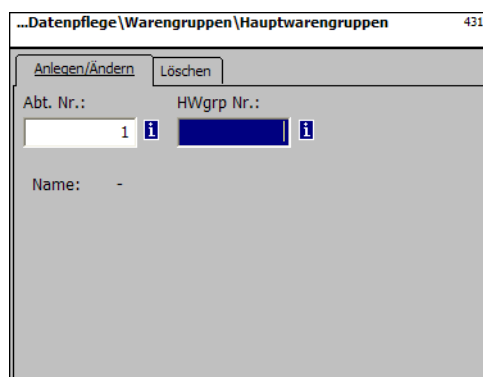 ...Datenpflege\Warengruppen\Hauptwarengruppen 431
Anlegen/Ändern Löschen
Abt. Nr.: HWgrp Nr.:
1 i i
Name: -